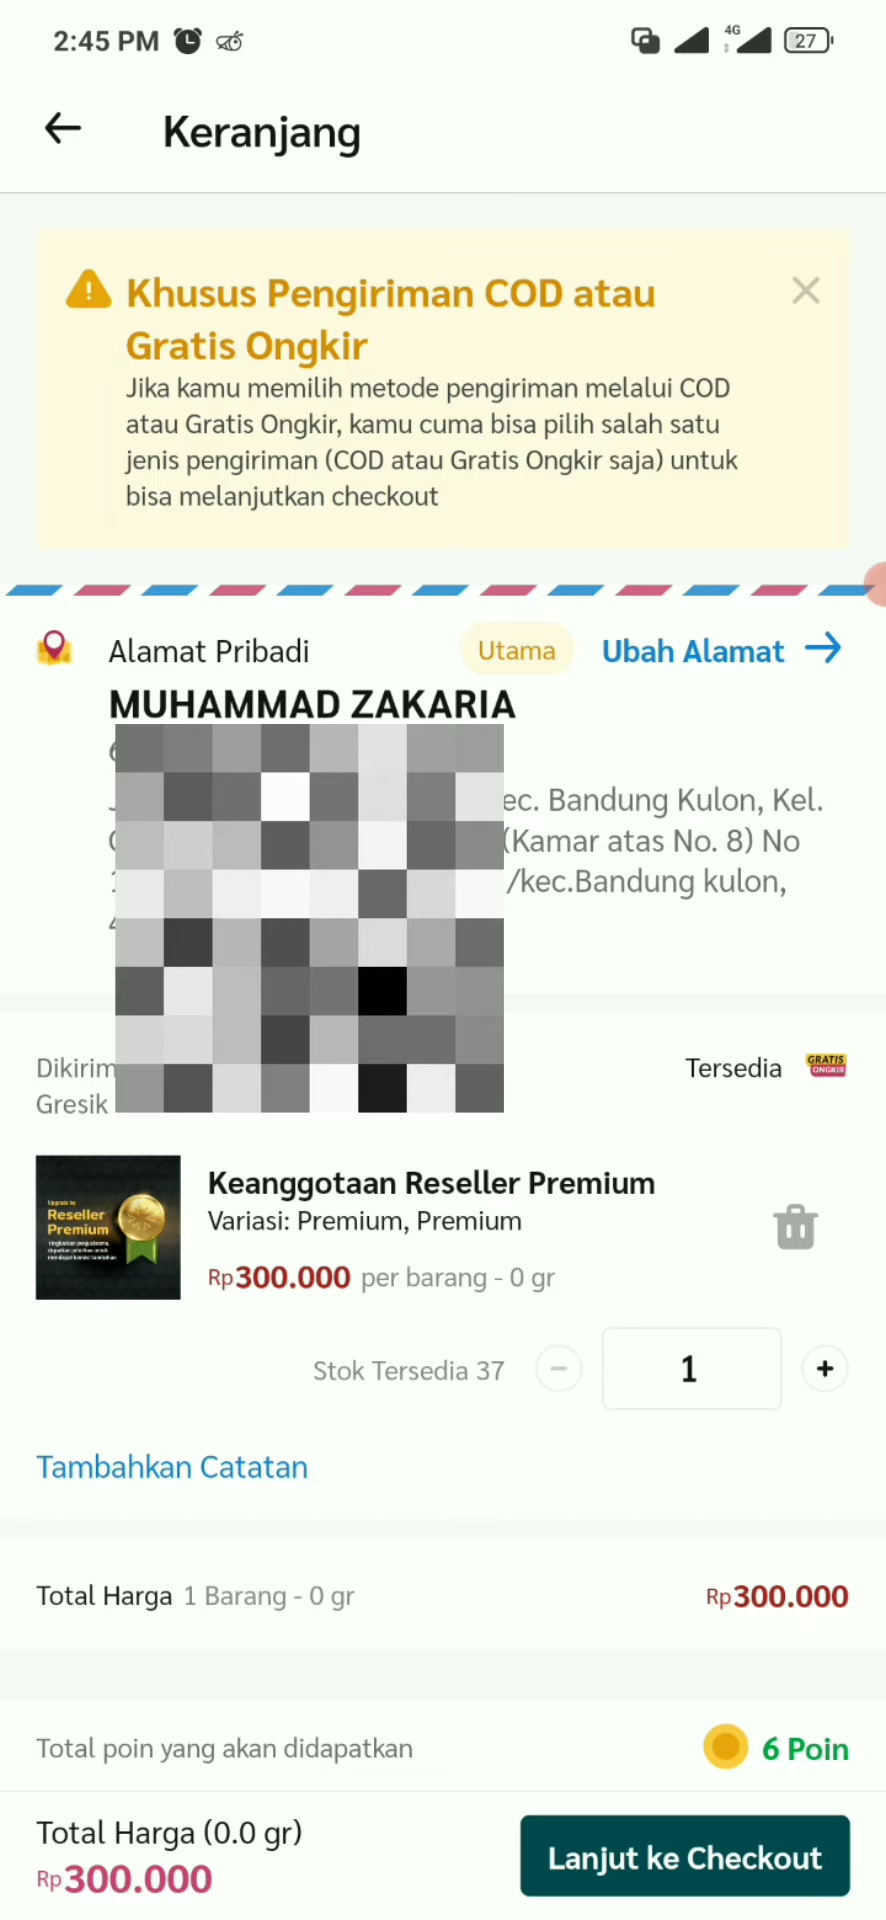 2:45 PM
4G
27
Keranjang
Khusus Pengiriman COD atau
Gratis Ongkir
Jika kamu memilih metode pengiriman melalui COD
atau Gratis Ongkir, kamu cuma bisa pilih salah satu
jenis pengiriman (COD atau Gratis Ongkir saja) untuk
bisa melanjutkan checkout
Alamat Pribadi
Utama
Ubah Alamat
MUHAMMAD ZAKARIA
ec. Bandung Kulon, Kel.
(Kamar atas No. 8) No
/kec.Bandung kulon,
Dikirim
Gresik
Tersedia
GRATIS
ONGKIR
Upgrade ke
Reseller
Premium
Keanggotaan Reseller Premium
Variasi: Premium, Premium
Rp300.000 per barang - 0 gr
Stok Tersedia 37
1
Tambahkan Catatan
Total Harga 1 Barang - 0 gr
Rp300.000
Total poin yang akan didapatkan
6 Poin
Total Harga (0.0 gr)
Rp300.000
Lanjut ke Checkout